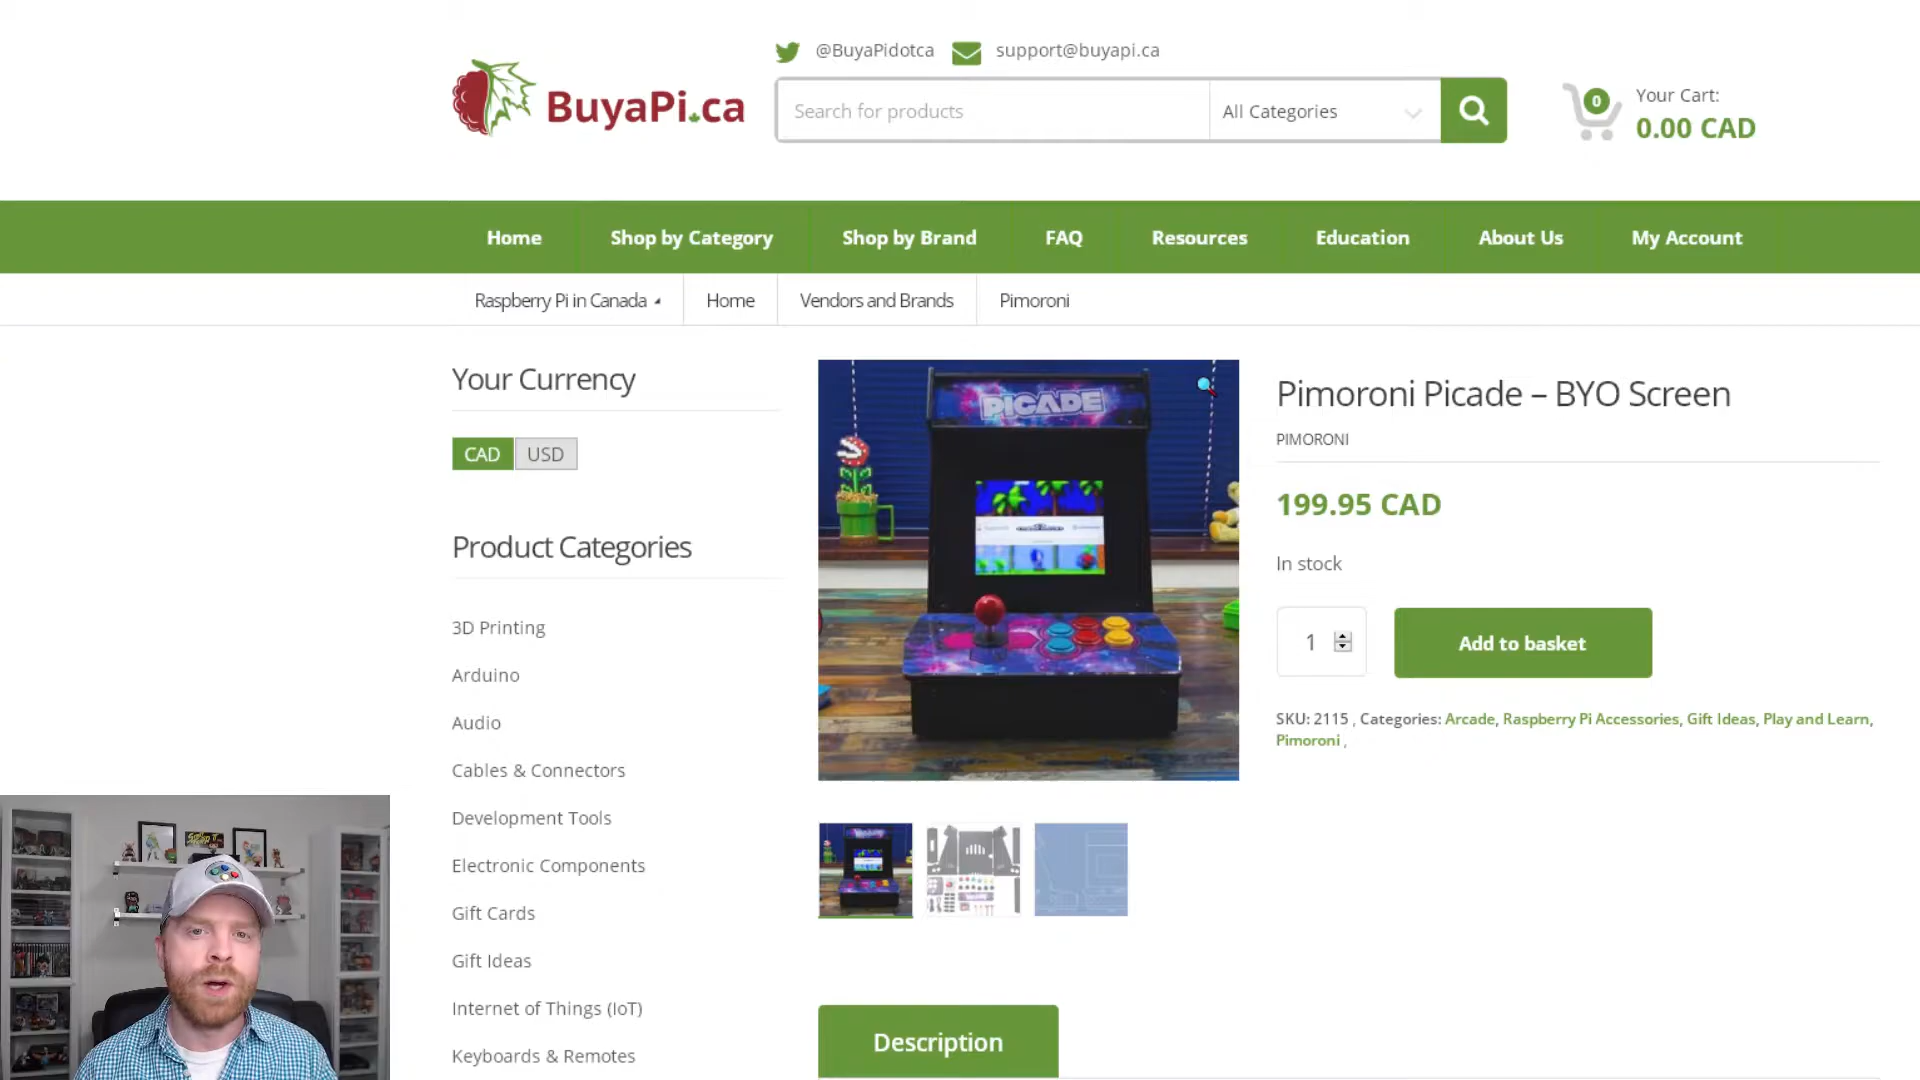 @BuyaPidotca support@buyapi.ca
BuyaPi.ca
Search for products
All Categories
0
Your Cart:
0.00 CAD
Home Shop by Category Shop by Brand FAQ Resources Education About Us My Account
Raspberry Pi in Canada Home Vendors and Brands Pimoroni
Your Currency
CAD USD
Product Categories
3D Printing
Arduino
Audio
Cables & Connectors
Development Tools
Electronic Components
Gift Cards
Gift Ideas
Internet of Things (IoT)
Keyboards & Remotes
PICADE
Pimoroni Picade – BYO Screen
PIMORONI
199.95 CAD
In stock
1
Add to basket
SKU: 2115 , Categories: Arcade, Raspberry Pi Accessories, Gift Ideas, Play and Learn,
Pimoroni ,
Description